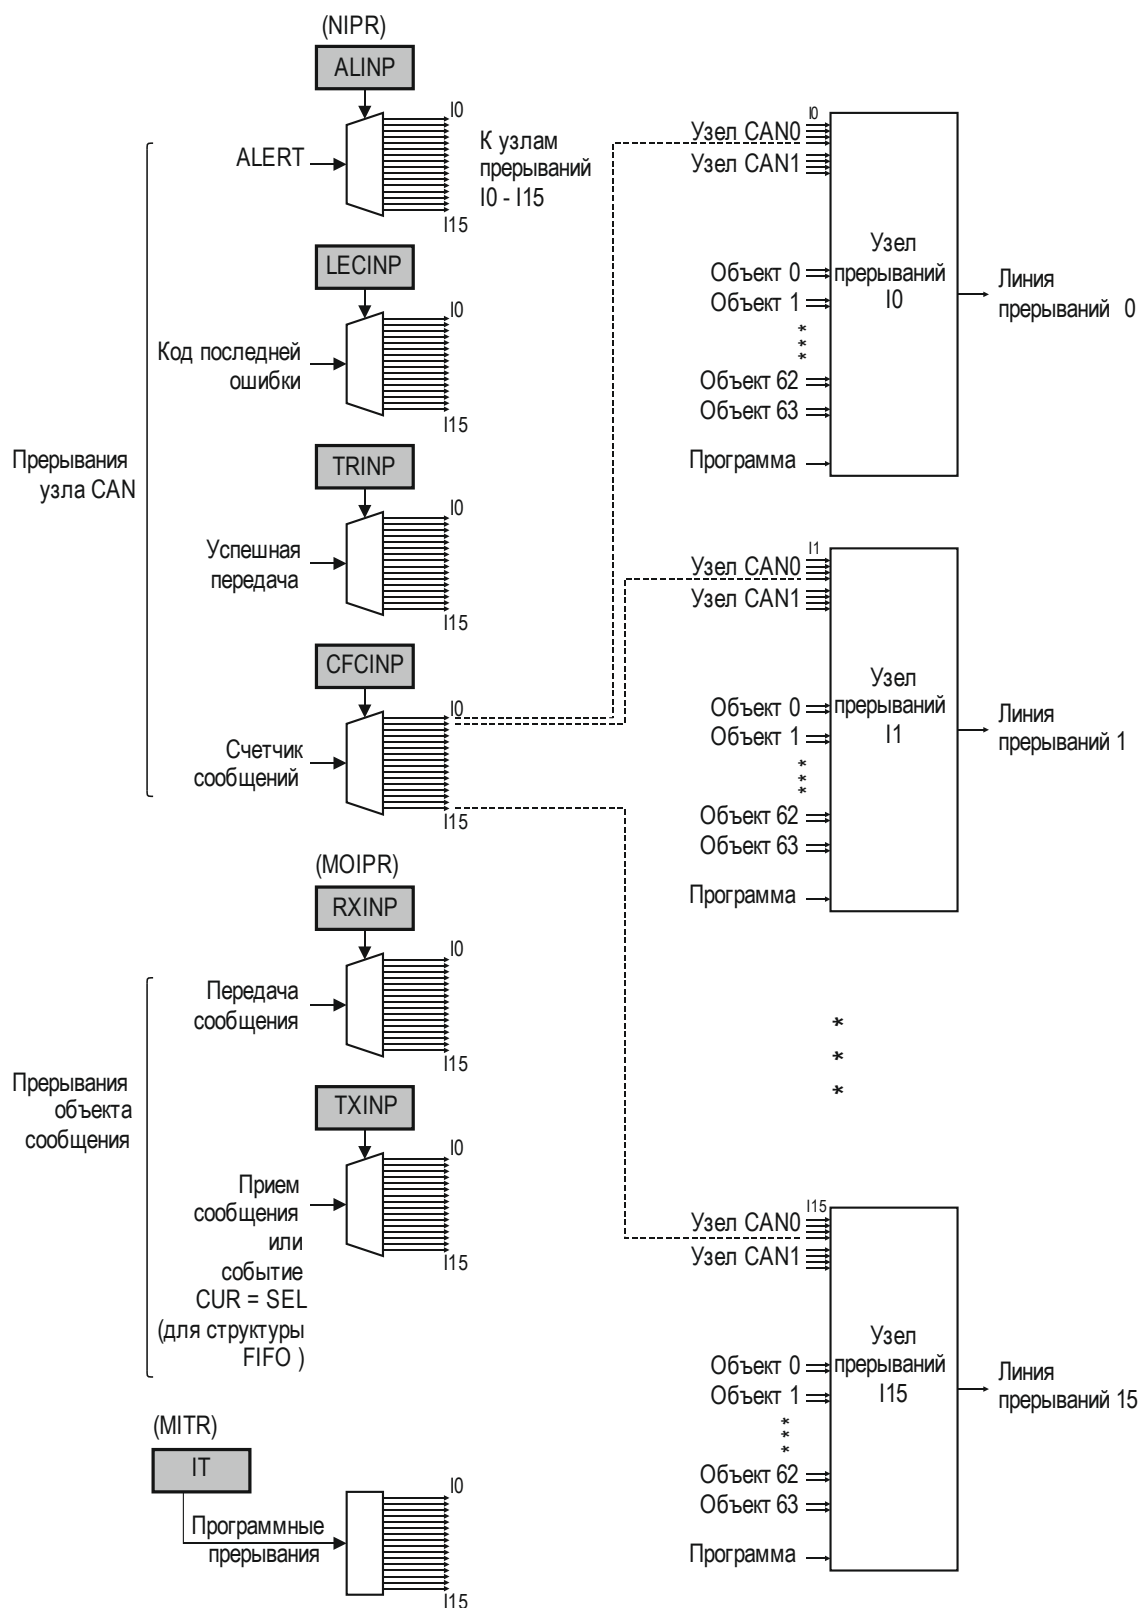 (NIPR)
ALINP
I0
ALERT
К узлам
прерываний
I0 - I15
I15
LECINP
I0
Код последней
ошибки
I15
Прерывания
узла CAN
TRINP
I0
Успешная
передача
I15
CFCINP
I0
Счетчик
сообщений
I15
(MOIPR)
RXINP
I0
Передача
сообщения
I15
Прерывания
объекта
сообщения
TXINP
I0
Прием
сообщения
или
событие
CUR = SEL
(для структуры
FIFO )
I15
(MITR)
IT
I0
Программные
прерывания
I15
I0
Узел CAN0
Узел CAN1
Объект 0
Объект 1
* * *
Объект 62
Объект 63
Программа
Узел
прерываний
I0
Линия
прерываний 0
I1
Узел CAN0
Узел CAN1
Объект 0
Объект 1
* * *
Объект 62
Объект 63
Программа
Узел
прерываний
I1
Линия
прерываний 1
*
*
*
I15
Узел CAN0
Узел CAN1
Объект 0
Объект 1
* * *
Объект 62
Объект 63
Программа
Узел
прерываний
I15
Линия
прерываний 15